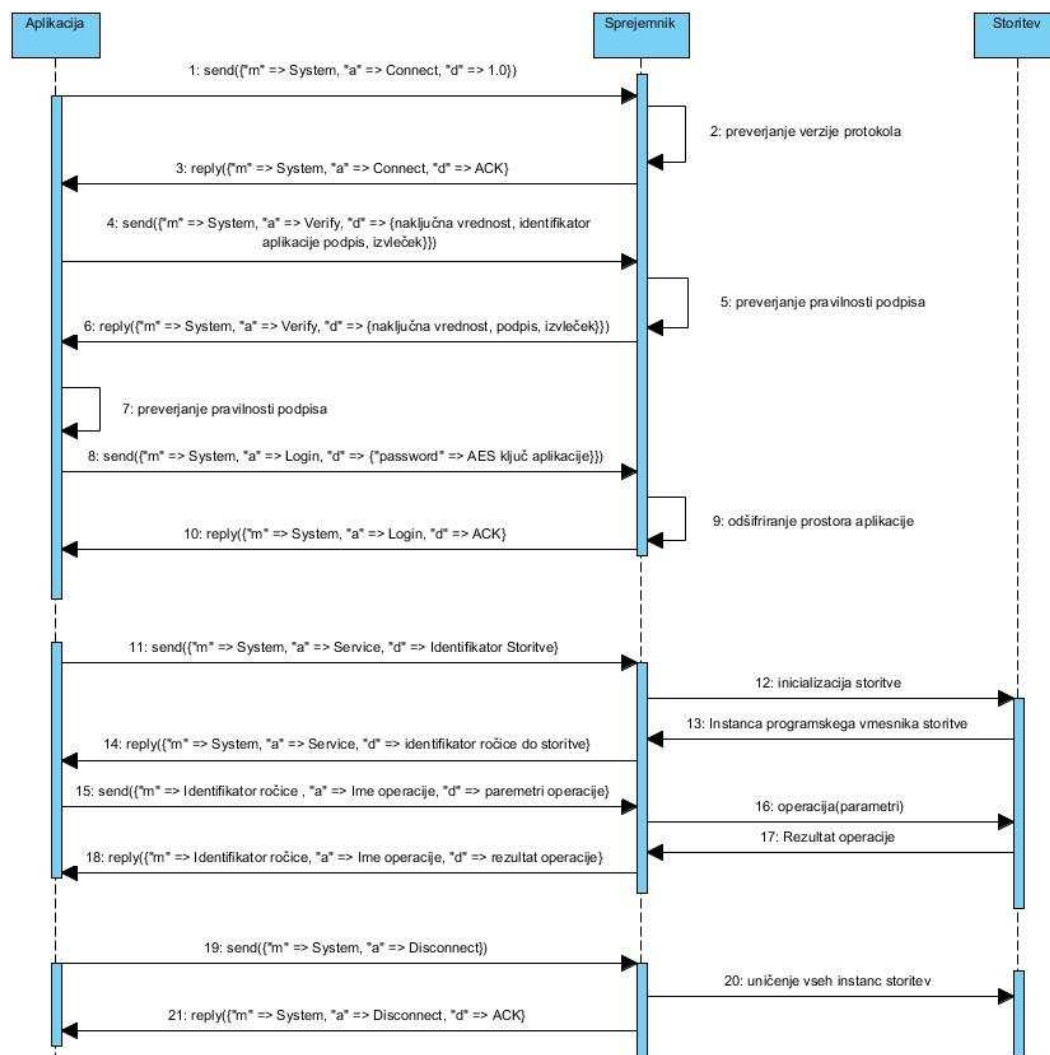 Aplikacija
Sprejemnik
Storitev
1: send({"m" => System, "a" => Connect, "d" => 1.0})
2: preverjanje verzije protokola
3: reply({"m" => System, "a" => Connect, "d" => ACK}
4: send({"m" => System, "a" => Verify, "d" => {naključna vrednost, identifikator
aplikacije podpis, izvleček}})
5: preverjanje pravilnosti podpisa
6: reply({"m" => System, "a" => Verify, "d" => {naključna vrednost, podpis, izvleček}})
7: preverjanje pravilnosti podpisa
8: send({"m" => System, "a" => Login, "d" => {"password" => AES ključ aplikacije}})
9: odšifriranje prostora aplikacije
10: reply({"m" => System, "a" => Login, "d" => ACK}
11: send({"m" => System, "a" => Service, "d" => Identifikator Storitve}
12: inicializacija storitve
13: Instanca programskega vmesnika storitve
14: reply({"m" => System, "a" => Service, "d" => identifikator ročice do storitve}
15: send({"m" => Identifikator ročice , "a" => Ime operacije, "d" => paremetri operacije}
16: operacija(parametri)
17: Rezultat operacije
18: reply({"m" => Identifikator ročice, "a" => Ime operacije, "d" => rezultat operacije}
19: send({"m" => System, "a" => Disconnect})
20: uničenje vseh instanc storitev
21: reply({"m" => System, "a" => Disconnect, "d" => ACK}